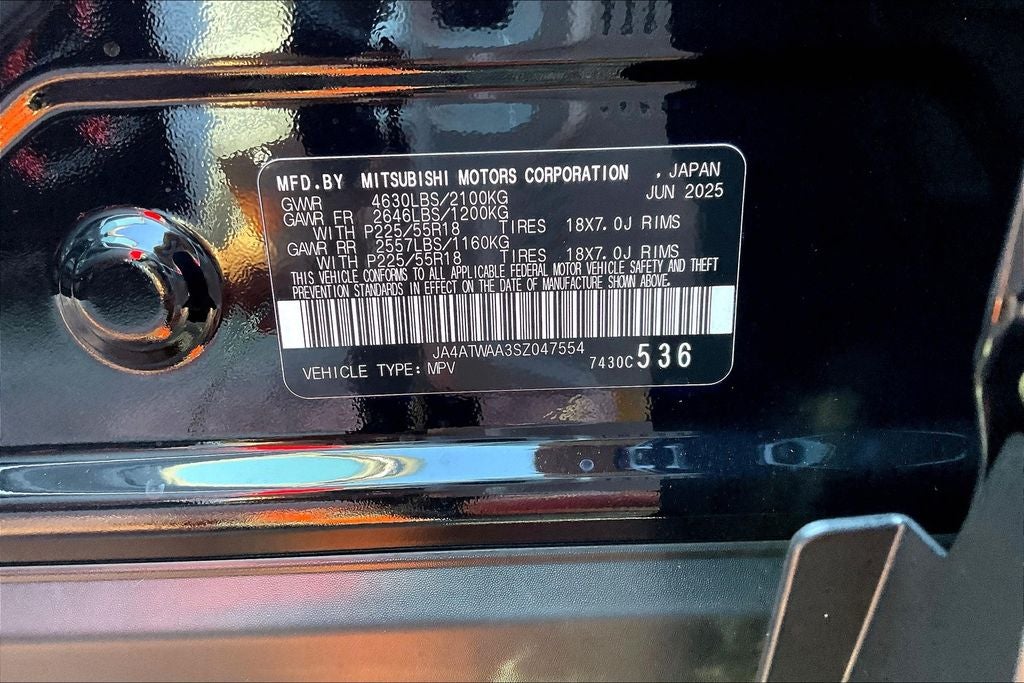 MFD.BY MITSUBISHI MOTORS CORPORATION , JAPAN
JUN 2025
GVWR 4630LBS/2100KG
GAWR FR 2646LBS/1200KG
WITH P225/55R18 TIRES 18X7.0J RIMS
GAWR RR 2557LBS/1160KG
WITH P225/55R18 TIRES 18X7.0J RIMS
THIS VEHICLE CONFORMS TO ALL APPLICABLE FEDERAL MOTOR VEHICLE SAFETY AND THEFT
PREVENTION STANDARDS IN EFFECT ON THE DATE OF MANUFACTURE SHOWN ABOVE.
JA4ATWAA3SZ047554
VEHICLE TYPE: MPV 7430C 536